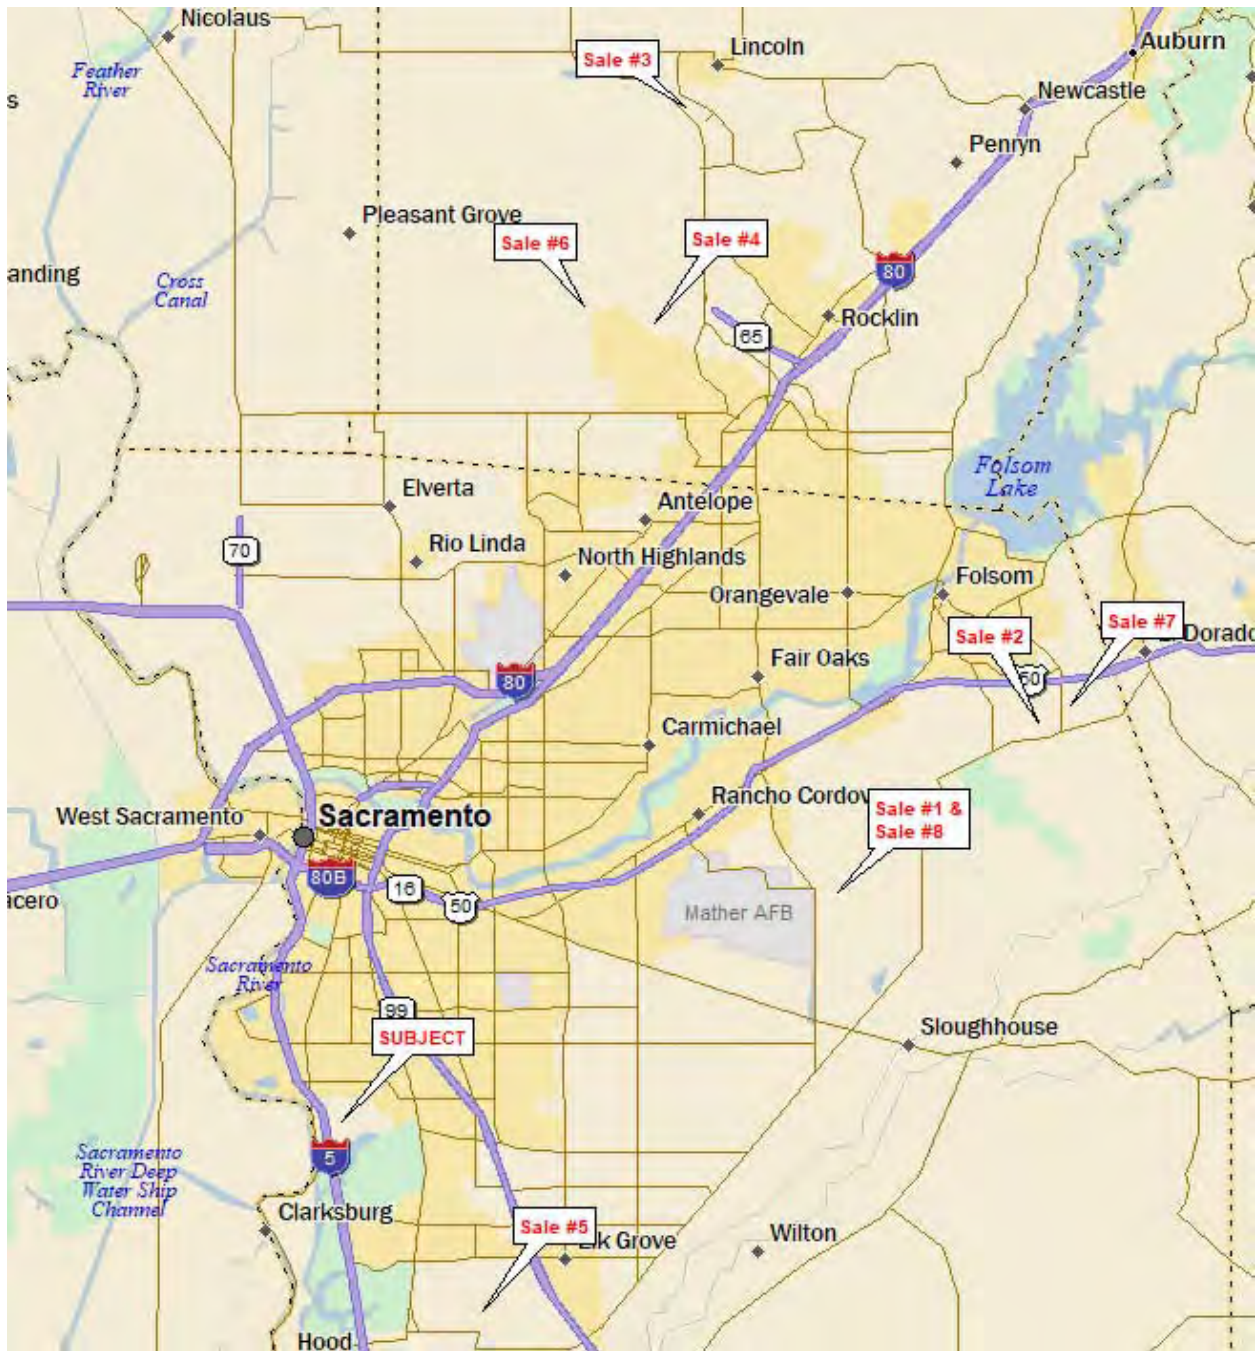 Nicolaus
Sale #3
Lincoln
Auburn
Feather
River
Newcastle
Penryn
Pleasant Grove
Sale #6
Sale #4
anding
Cross
Canal
80
Rocklin
65
Folsom
Lake
Elverta
Antelope
70
Rio Linda
North Highlands
Folsom
Orangevale
Sale #2
Sale #7
Dorado
Fair Oaks
80
50
Carmichael
West Sacramento
Sacramento
Rancho Cordov
Sale #1 &
Sale #8
80B
16
50
acero
Mather AFB
Sacramento
River
99
SUBJECT
Sloughhouse
5
Sacramento
River Deep
Water Ship
Channel
Clarksburg
Sale #5
Elk Grove
Wilton
Hood